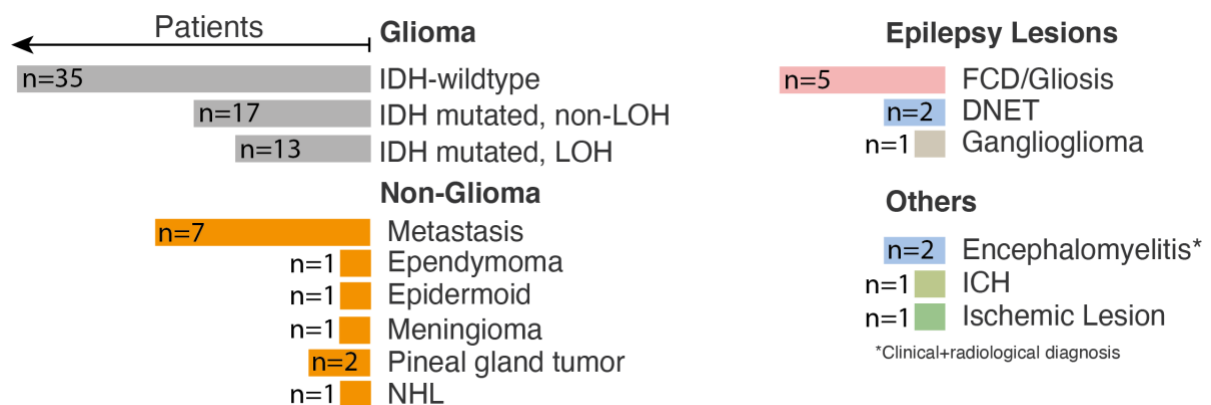 Patients
Glioma
n=35 IDH-wildtype
n=17 IDH mutated, non-LOH
n=13 IDH mutated, LOH
Non-Glioma
n=7 Metastasis
n=1 Ependymoma
n=1 Epidermoid
n=1 Meningioma
n=2 Pineal gland tumor
n=1 NHL
Epilepsy Lesions
n=5 FCD/Gliosis
n=2 DNET
n=1 Ganglioglioma
Others
n=2 Encephalomyelitis*
n=1 ICH
n=1 Ischemic Lesion
*Clinical+radiological diagnosis